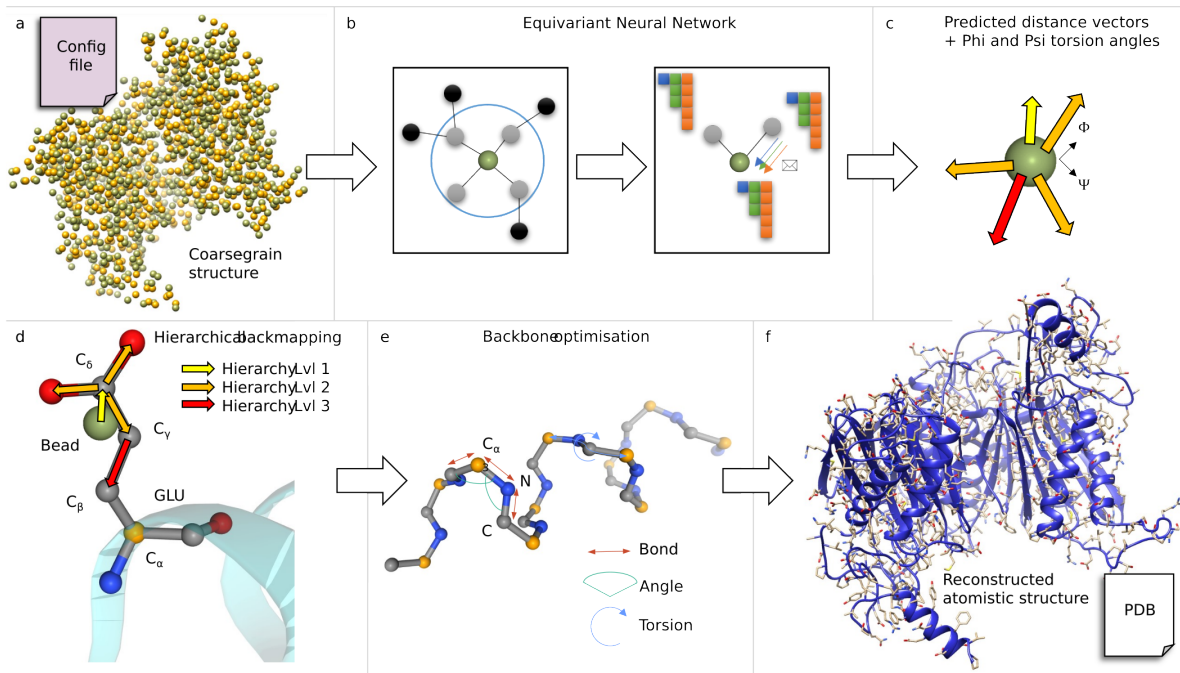 a
Config
file
Coarsegrain
structure
b
Equivariant Neural Network
c
Predicted distance vectors
+ Phi and Psi torsion angles
Φ
Ψ
d
Hierarchical backmapping
Hierarchy Lvl 1
Hierarchy Lvl 2
Hierarchy Lvl 3
Cδ
Bead
Cγ
Cβ
GLU
Cα
e
Backbone optimisation
Cα
N
C
Bond
Angle
Torsion
f
Reconstructed
atomistic structure
PDB